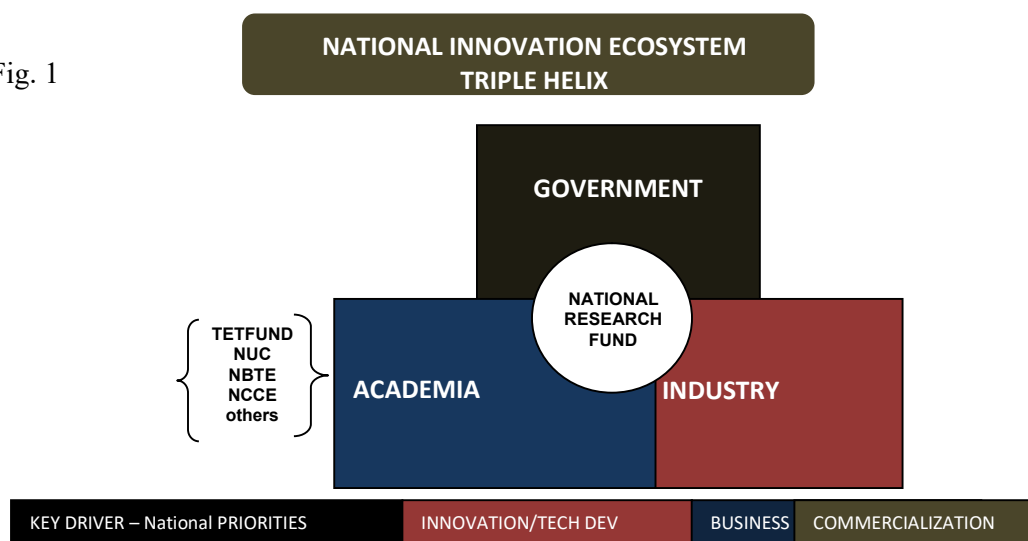 NATIONAL INNOVATION ECOSYSTEM
TRIPLE HELIX
Fig. 1
GOVERNMENT
NATIONAL
RESEARCH
FUND
TETFUND
NUC
NBTE
NCCE
others
ACADEMIA
INDUSTRY
KEY DRIVER – National PRIORITIES
INNOVATION/TECH DEV
BUSINESS
COMMERCIALIZATION